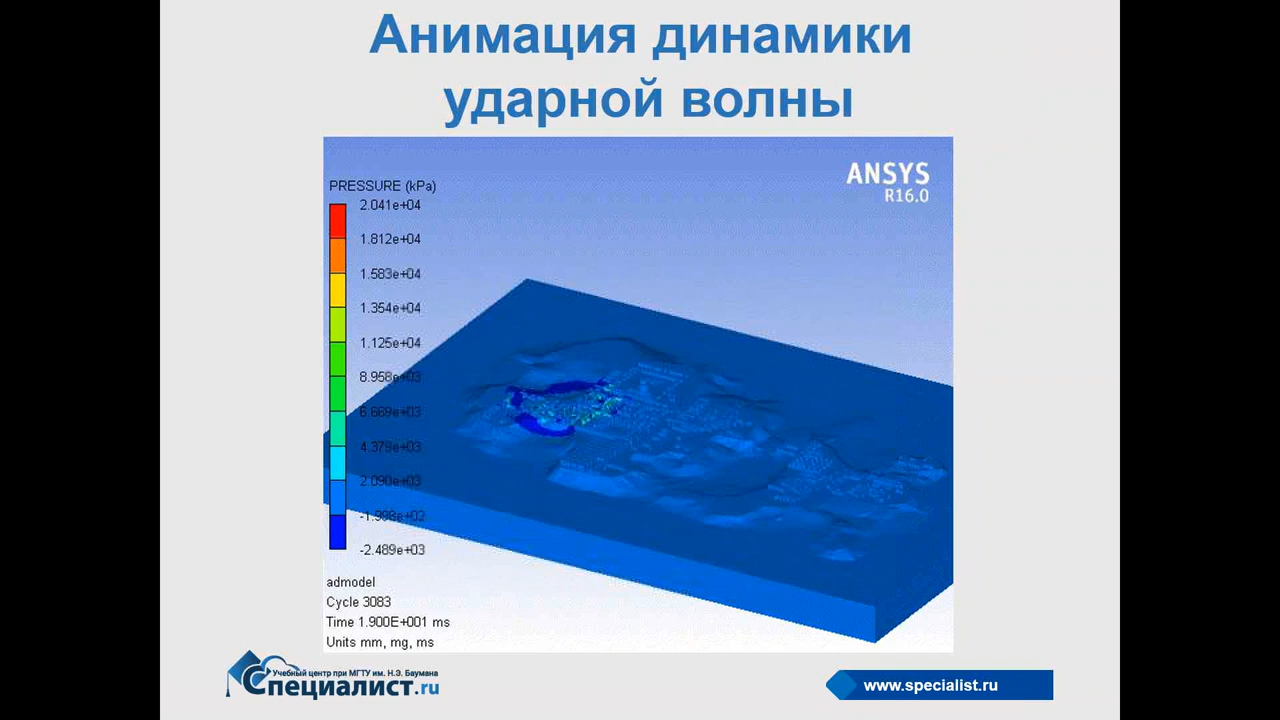 Анимация динамики
ударной волны
ANSYS
R16.0
PRESSURE (kPa)
2.041e+04
1.812e+04
1.583e+04
1.354e+04
1.125e+04
8.958e+03
6.669e+03
4.379e+03
2.090e+03
-1.998e+02
-2.489e+03
admodel
Cycle 3083
Time 1.900E+001 ms
Units mm, mg, ms
Учебный центр при МГТУ им. Н.Э. Баумана
Специалист.ru
www.specialist.ru